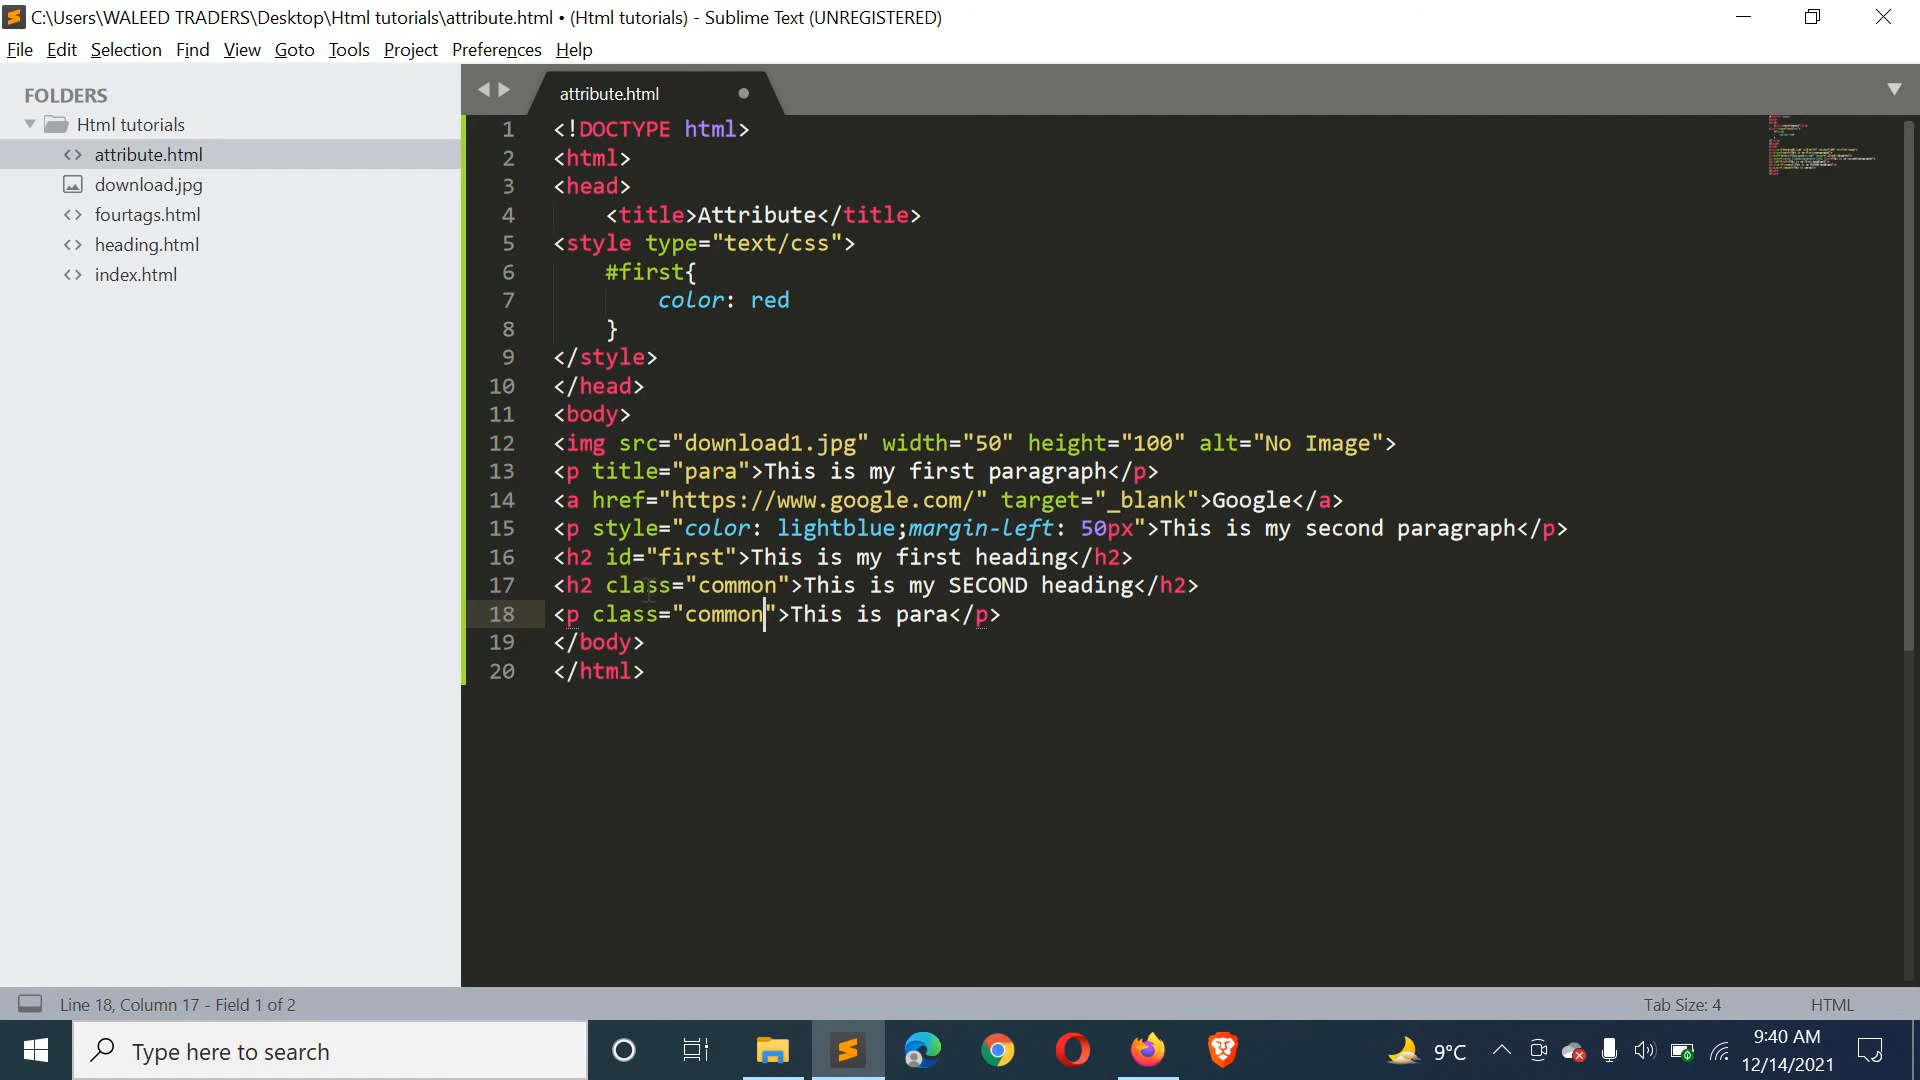 C:\Users\WALEED TRADERS\Desktop\Html tutorials\attribute.html • (Html tutorials) - Sublime Text (UNREGISTERED)
File Edit Selection Find View Goto Tools Project Preferences Help
FOLDERS
Html tutorials
attribute.html
download.jpg
fourtags.html
heading.html
index.html
attribute.html
1 <!DOCTYPE html>
2 <html>
3 <head>
4 <title>Attribute</title>
5 <style type="text/css">
6 #first{
7 color: red
8 }
9 </style>
10 </head>
11 <body>
12 <img src="download1.jpg" width="50" height="100" alt="No Image">
13 <p title="para">This is my first paragraph</p>
14 <a href="https://www.google.com/" target="_blank">Google</a>
15 <p style="color: lightblue;margin-left: 50px">This is my second paragraph</p>
16 <h2 id="first">This is my first heading</h2>
17 <h2 class="common">This is my SECOND heading</h2>
18 <p class="common">This is para</p>
19 </body>
20 </html>
Line 18, Column 17 - Field 1 of 2
Tab Size: 4
HTML
Type here to search
9°C
9:40 AM
12/14/2021